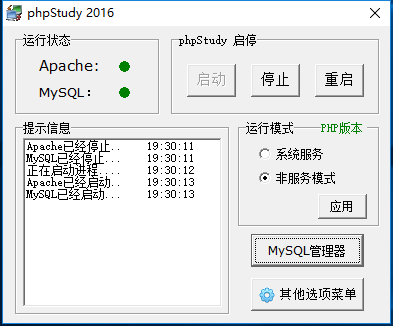 phpStudy 2016
运行状态
Apache:
MySQL:
phpStudy 启停
启动 停止 重启
提示信息
Apache已经停止.. 19:30:11
MySQL已经停止... 19:30:11
正在启动进程.... 19:30:12
Apache已经启动.. 19:30:13
MySQL已经启动... 19:30:13
运行模式 PHP版本
系统服务
非服务模式
应用
MySQL管理器
其他选项菜单